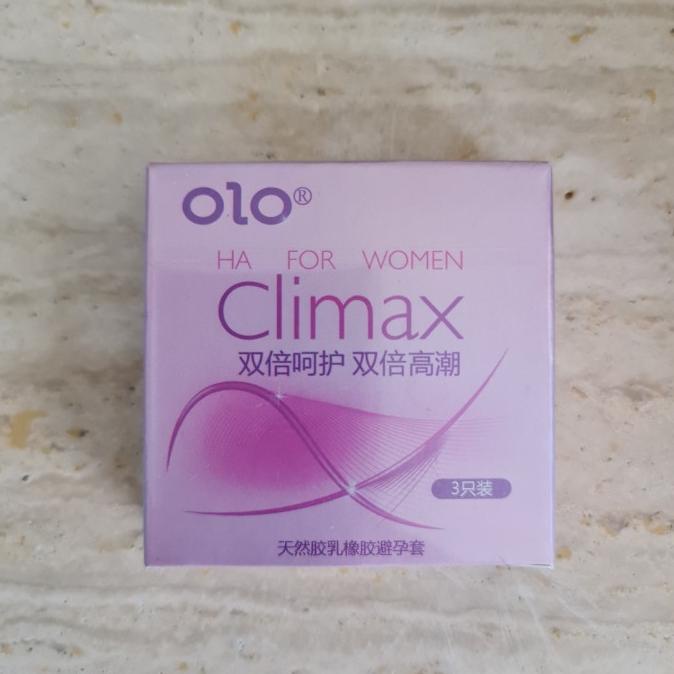 olo®
HA FOR WOMEN
Climax
双倍呵护 双倍高潮
3只装
天然胶乳橡胶避孕套